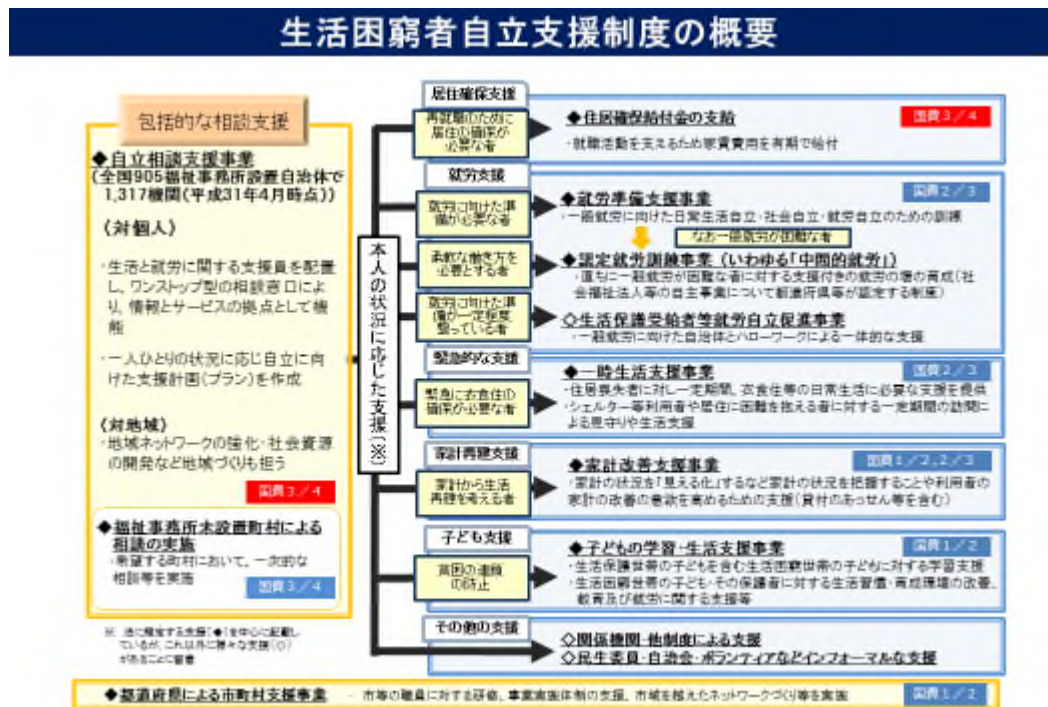 生活困窮者自立支援制度の概要
包括的な相談支援
◆自立相談支援事業
(全国905福祉事務所設置自治体で
1,317機関(平成31年4月時点))
〈対個人〉
・生活と就労に関する支援員を配置
し、ワンストップ型の相談窓口によ
り、情報とサービスの拠点として機
能
・一人ひとりの状況に応じ自立に向
けた支援計画(プラン)を作成
〈対地域〉
・地域ネットワークの強化・社会資源
の開発など地域づくりも担う
国費3/4
◆福祉事務所未設置町村による
相談の実施
・希望する町村において、一次的な
相談等を実施
国費3/4
※ 法に規定する支援(◆)を中心に記載し
ているが、これ以外に様々な支援(◇)
があることに留意
本人の状況に応じた支援(※)
居住確保支援
再就職のために
居住の確保が
必要な者
◆住居確保給付金の支給
国費3/4
・就職活動を支えるため家賃費用を有期で給付
就労支援
就労に向けた準
備が必要な者
◆就労準備支援事業
国費2/3
・一般就労に向けた日常生活自立・社会自立・就労自立のための訓練
なお一般就労が困難な者
柔軟な働き方を
必要とする者
◆認定就労訓練事業(いわゆる「中間的就労」)
・直ちに一般就労が困難な者に対する支援付きの就労の場の育成(社
会福祉法人等の自主事業について都道府県等が認定する制度)
就労に向けた準
備が一定程度
整っている者
◇生活保護受給者等就労自立促進事業
・一般就労に向けた自治体とハローワークによる一体的な支援
緊急的な支援
緊急に衣食住の
確保が必要な者
◆一時生活支援事業
国費2/3
・住居喪失者に対し一定期間、衣食住等の日常生活に必要な支援を提供
・シェルター等利用者や居住に困難を抱える者に対する一定期間の訪問に
よる見守りや生活支援
家計再建支援
家計から生活
再建を考える者
◆家計改善支援事業
国費1/2,2/3
・家計の状況を「見える化」するなど家計の状況を把握することや利用者の
家計の改善の意欲を高めるための支援(貸付のあっせん等を含む)
子ども支援
貧困の連鎖
の防止
◆子どもの学習・生活支援事業
国費1/2
・生活保護世帯の子どもを含む生活困窮世帯の子どもに対する学習支援
・生活困窮世帯の子ども・その保護者に対する生活習慣・育成環境の改善、
教育及び就労に関する支援等
その他の支援
◇関係機関・他制度による支援
◇民生委員・自治会・ボランティアなどインフォーマルな支援
◆都道府県による市町村支援事業
・市等の職員に対する研修、事業実施体制の支援、市域を越えたネットワークづくり等を実施
国費1/2